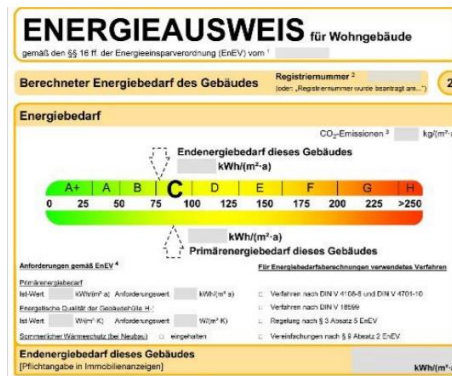 ENERGIEAUSWEIS für Wohngebäude
gemäß den §§ 16 ff. der Energieeinsparverordnung (EnEV) vom ¹
Berechneter Energiebedarf des Gebäudes
Registriernummer ²
(oder: „Registriernummer wurde beantragt am...")
2
Energiebedarf
CO₂-Emissionen ³ kg/(m²·a)
Endenergiebedarf dieses Gebäudes
kWh/(m²·a)
A+ A B C D E F G H
0 25 50 75 100 125 150 175 200 225 >250
kWh/(m²·a)
Primärenergiebedarf dieses Gebäudes
Anforderungen gemäß EnEV ⁴
Für Energiebedarfsberechnungen verwendetes Verfahren
Primärenergiebedarf
Ist-Wert kWh/(m²·a) Anforderungswert kWh/(m²·a)
Verfahren nach DIN V 4108-6 und DIN V 4701-10
Energetische Qualität der Gebäudehülle H
Verfahren nach DIN V 18599
Ist-Wert W/(m²·K) Anforderungswert W/(m²·K)
Regelung nach § 3 Absatz 5 EnEV
Sommerlicher Wärmeschutz (bei Neubau) eingehalten
Vereinfachungen nach § 9 Absatz 2 EnEV
Endenergiebedarf dieses Gebäudes
[Pflichtangabe in Immobilienanzeigen]
kWh/(m²·a)